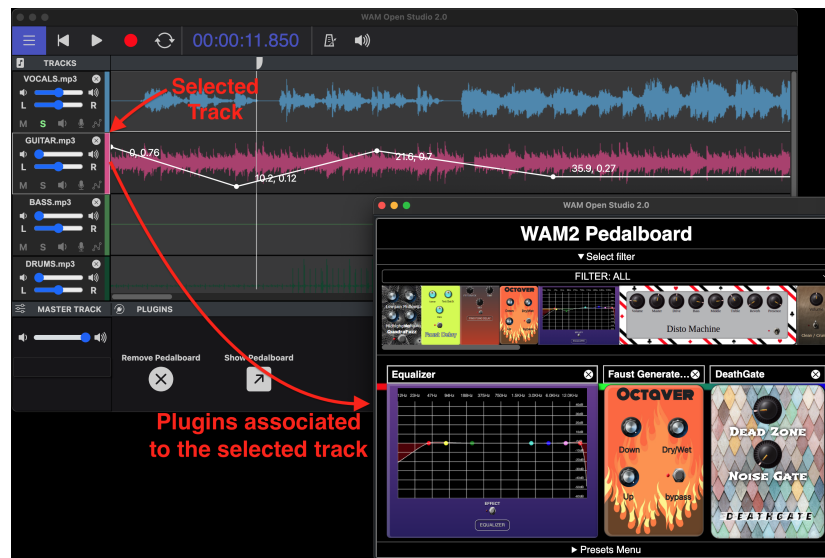 WAM Open Studio 2.0
00:00:11.850
TRACKS
VOCALS.mp3
L R
M S
GUITAR.mp3
L R
M S
BASS.mp3
L R
M S
DRUMS.mp3
L R
Selected
Track
0, 0.76
10.2, 0.12
21.6, 0.7
35.9, 0.27
MASTER TRACK
PLUGINS
Remove Pedalboard
Show Pedalboard
Plugins associated
to the selected track
WAM Open Studio 2.0
WAM2 Pedalboard
▼ Select filter
FILTER: ALL
Faust Delay
OCTAVER
Disto Machine
Equalizer
Faust Generate...
DeathGate
EFFECT
EQUALIZER
OCTAVER
Down
Dry/Wet
Up
bypass
DEAD ZONE
NOISE GATE
DEATHGATE
▶ Presets Menu